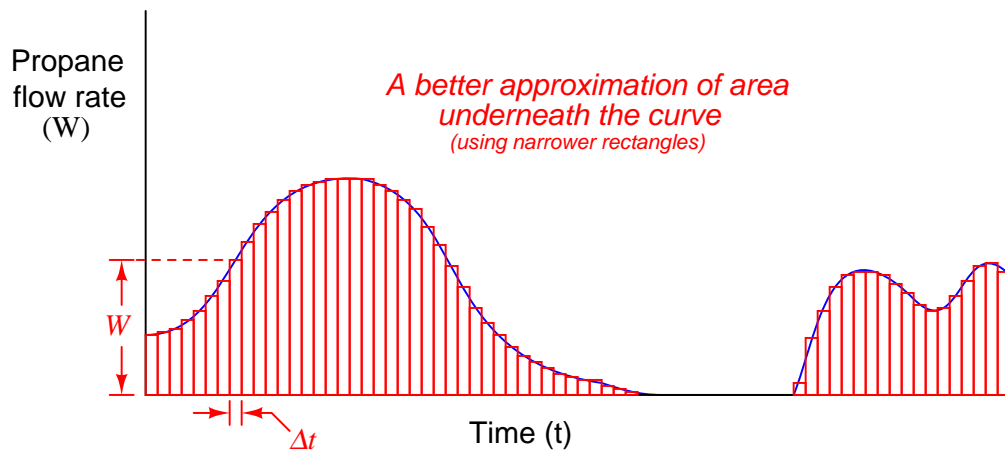 Propane
flow rate
(W)
A better approximation of area
underneath the curve
(using narrower rectangles)
W
Δt
Time (t)